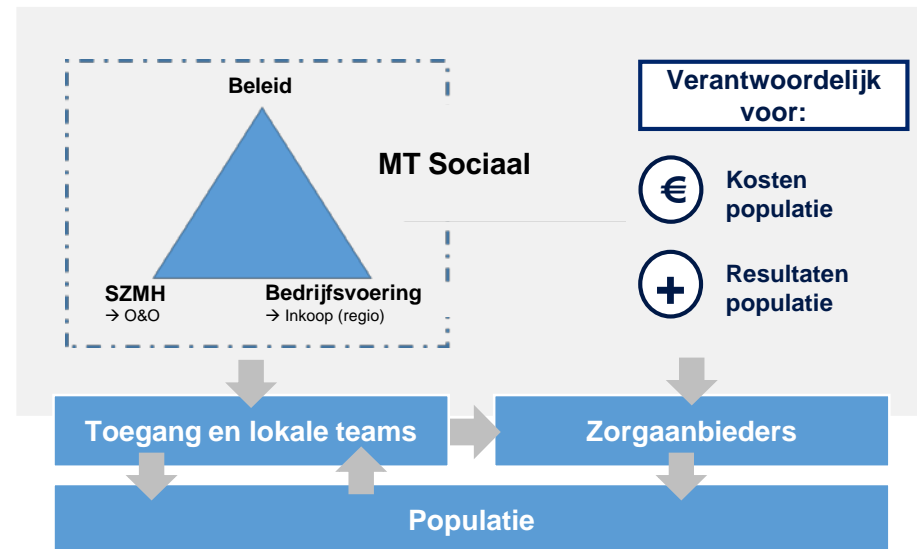 Beleid
MT Sociaal
SZMH
→ O&O
Bedrijfsvoering
→ Inkoop (regio)
Verantwoordelijk
voor:
€
Kosten
populatie
+
Resultaten
populatie
Toegang en lokale teams
Zorgaanbieders
Populatie